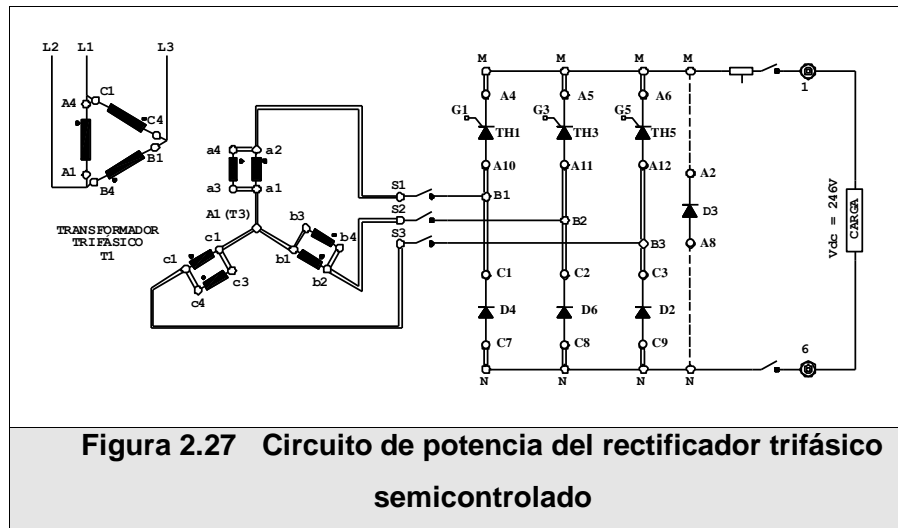 L2 L1 L3
M M M M
C1
A4
C4
A1
B1
B4
TRANSFORMADOR
TRIFÁSICO
T1
a4 a2
a3 a1
A1(T3)
b3
b4
b1
b2
c1
c1
c3
c4
S1
S2
S3
A4 A5 A6
G1 G3 G5
TH1 TH3 TH5
A10 A11 A12
B1
B2
B3
A2
D3
A8
C1 C2 C3
D4 D6 D2
C7 C8 C9
N N N N
1
6
Vdc = 246V
CARGA
Figura 2.27 Circuito de potencia del rectificador trifásico
semicontrolado